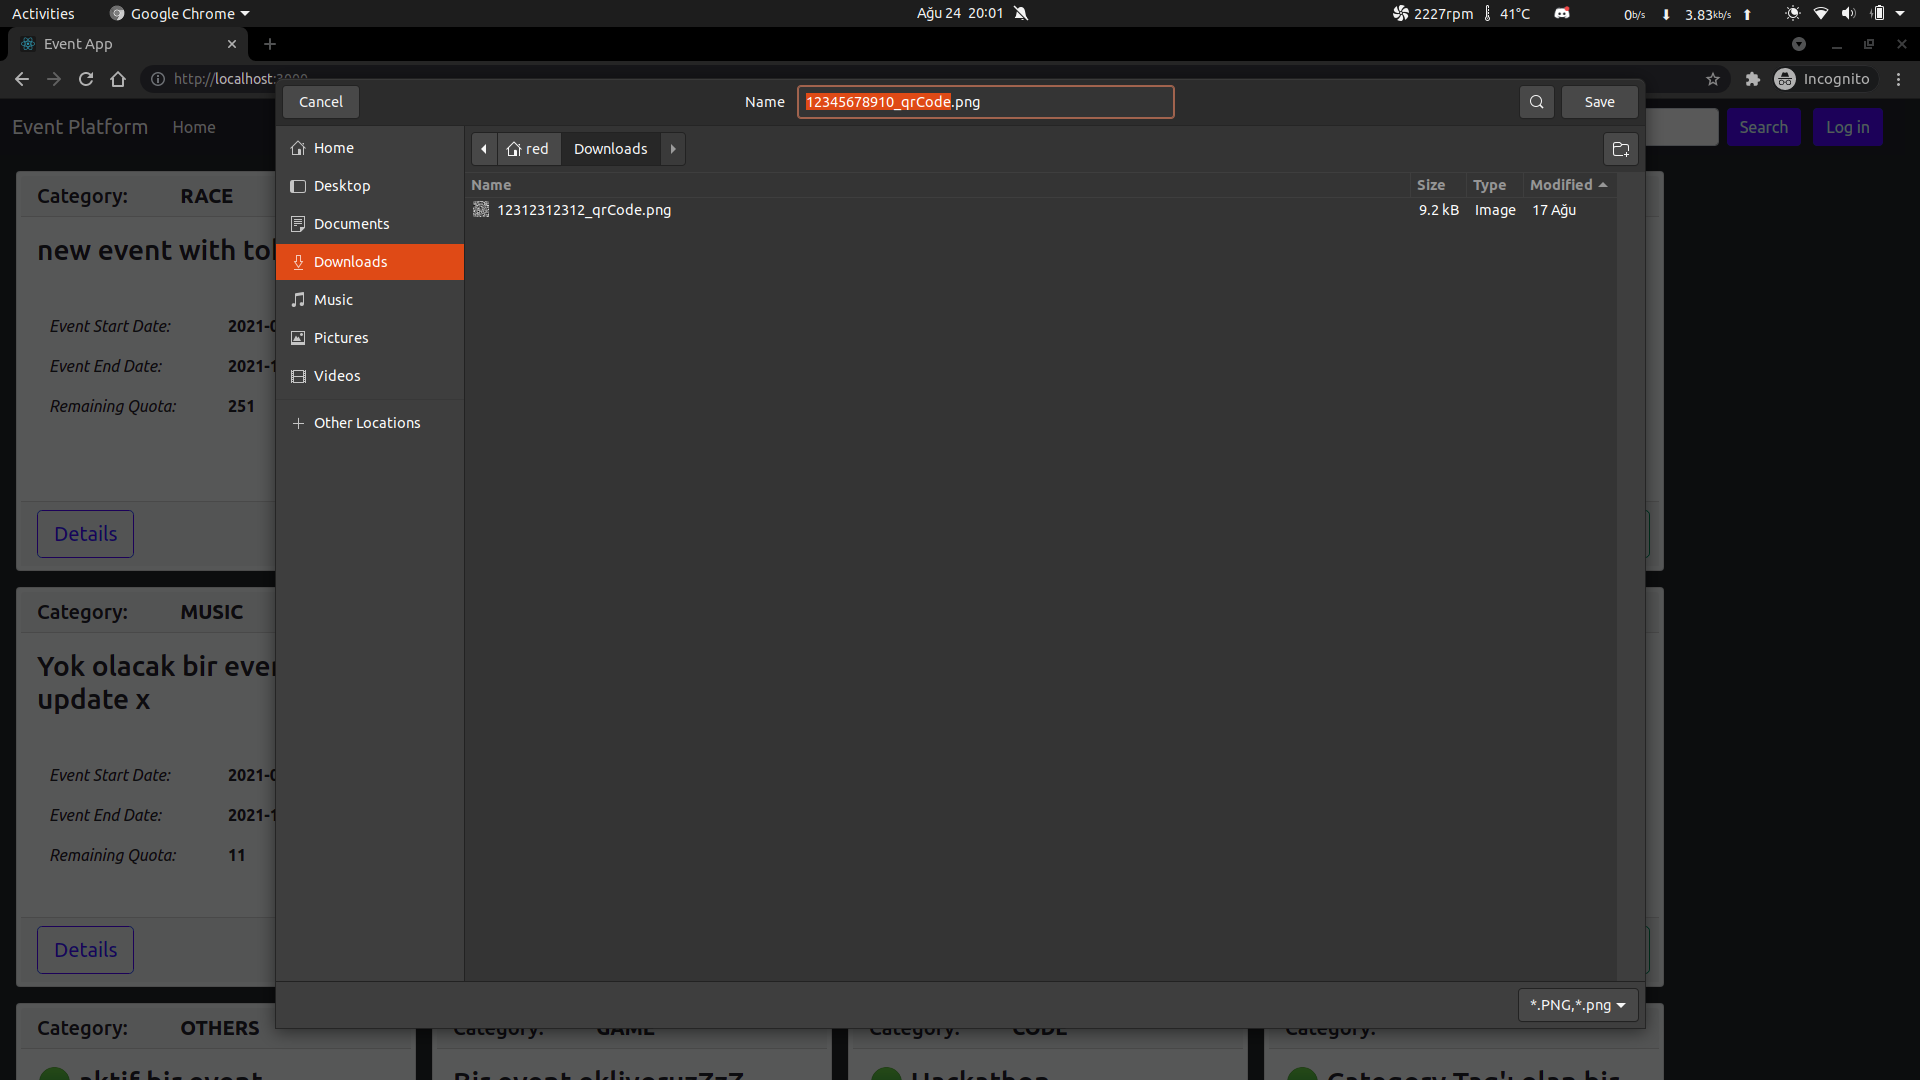 Activities Google Chrome Ağu 24 20:01 2227rpm 41°C 0b/s 3.83kb/s
Event App
http://localhost:3000 Incognito
Cancel Name 12345678910_qrCode.png Save
Event Platform Home Search Log in
Home
Desktop
Documents
Downloads
Music
Pictures
Videos
Other Locations
red Downloads
Name Size Type Modified
12312312312_qrCode.png 9.2 kB Image 17 Ağu
*.PNG,*.png
Category: RACE
new event with
Event Start Date: 2021-0
Event End Date: 2021-1
Remaining Quota: 251
Details
Category: MUSIC
Yok olacak bir
update x
Event Start Date: 2021-0
Event End Date: 2021-1
Remaining Quota: 11
Details
Category: OTHERS Category: GAME Category: CODE Category:
aktif bir event Bir event ekliyoruzZzZ Hackathon Category Tag'ı olan bir